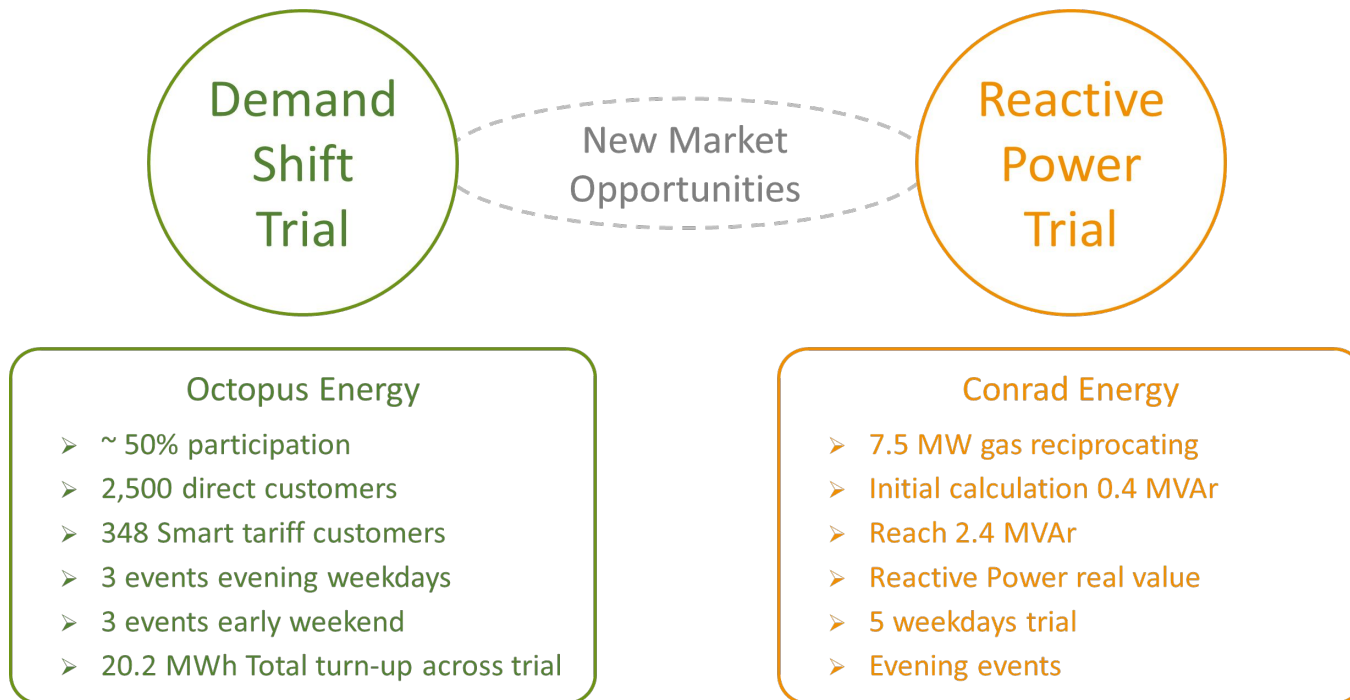 Demand
Shift
Trial
New Market
Opportunities
Reactive
Power
Trial
Octopus Energy
➢ ~ 50% participation
➢ 2,500 direct customers
➢ 348 Smart tariff customers
➢ 3 events evening weekdays
➢ 3 events early weekend
➢ 20.2 MWh Total turn-up across trial
Conrad Energy
➢ 7.5 MW gas reciprocating
➢ Initial calculation 0.4 MVAr
➢ Reach 2.4 MVAr
➢ Reactive Power real value
➢ 5 weekdays trial
➢ Evening events